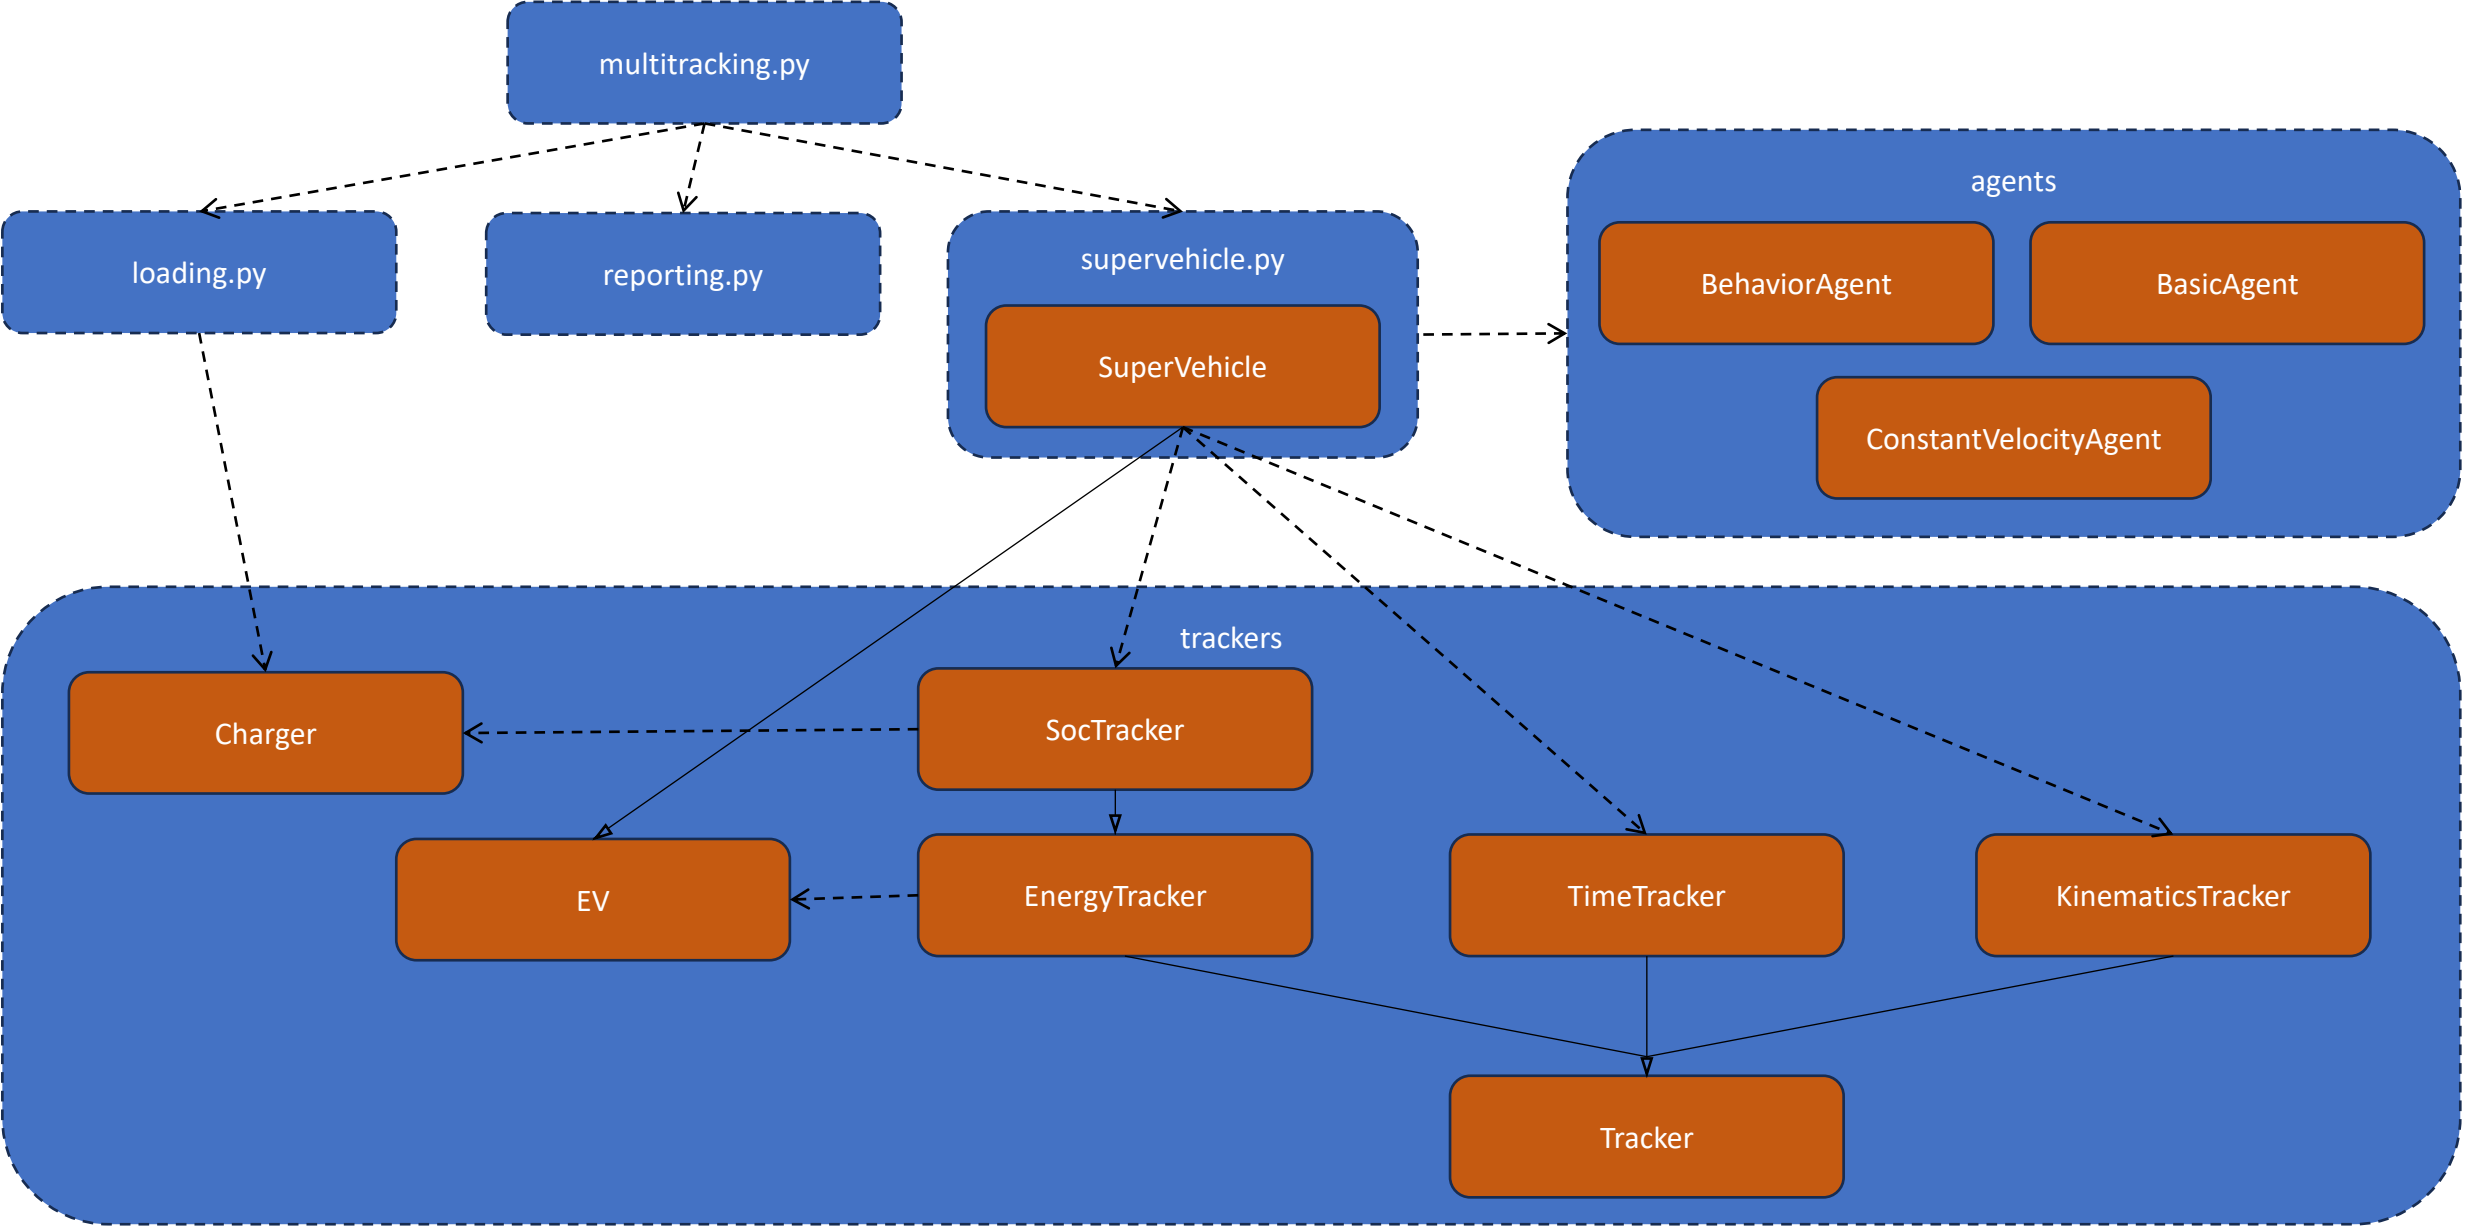 multitracking.py
agents
loading.py
reporting.py
supervehicle.py
BehaviorAgent
BasicAgent
SuperVehicle
ConstantVelocityAgent
trackers
Charger
SocTracker
EV
EnergyTracker
TimeTracker
KinematicsTracker
Tracker